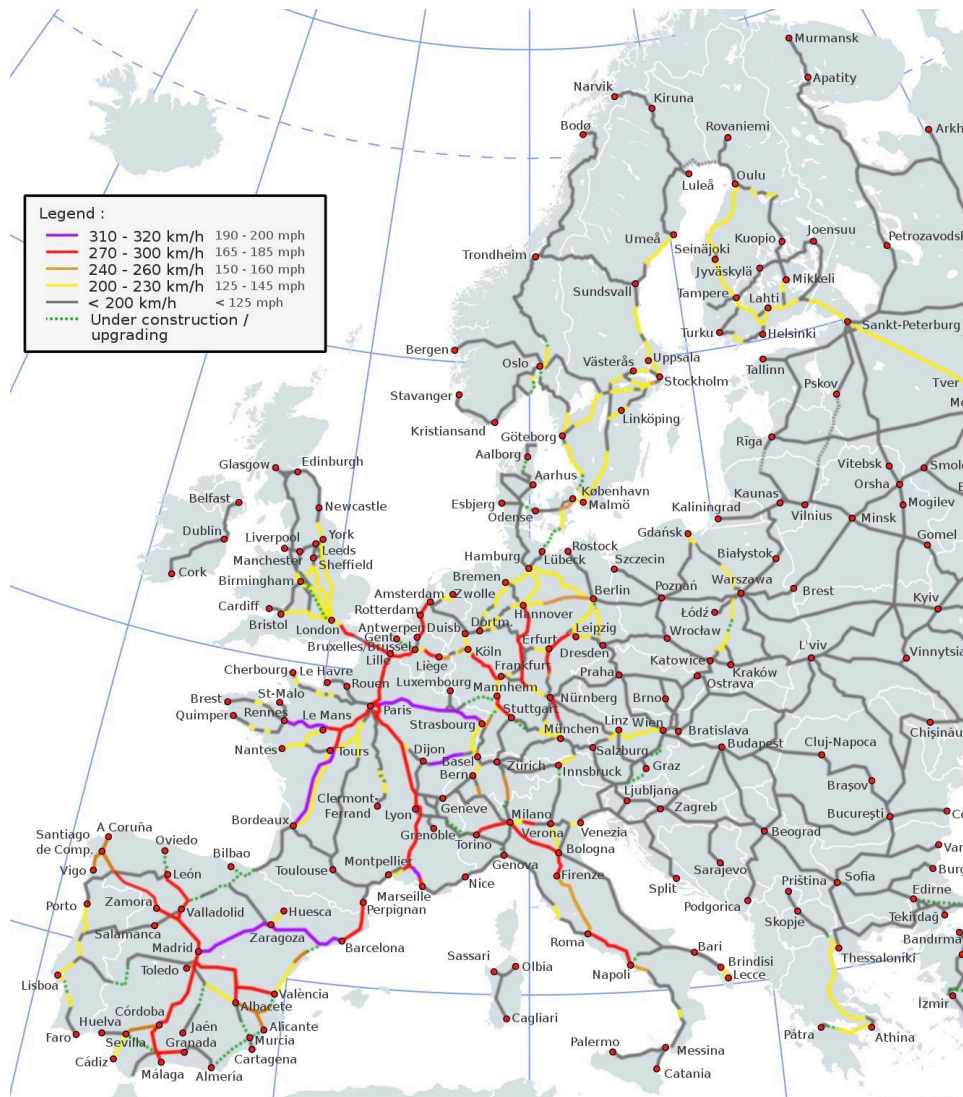 Murmansk
Apatity
Narvik
Kiruna
Bodø
Rovaniemi
Arkh
Luleå
Oulu
Legend :
310 - 320 km/h 190 - 200 mph
270 - 300 km/h 165 - 185 mph
240 - 260 km/h 150 - 160 mph
200 - 230 km/h 125 - 145 mph
< 200 km/h < 125 mph
Under construction /
upgrading
Umeå
Seinäjoki
Kuopio
Joensuu
Petrozavodsk
Trondheim
Jyväskylä
Mikkeli
Sundsvall
Tampere
Lahti
Turku
Helsinki
Sankt-Peterburg
Bergen
Oslo
Västerås
Uppsala
Stockholm
Tallinn
Pskov
Tver
Mo
Stavanger
Kristiansand
Linköping
Göteborg
Rīga
Aalborg
Glasgow
Edinburgh
Aarhus
Vitebsk
Smole
Orsha
Belfast
Newcastle
Esbjerg
Odense
København
Malmö
Kaliningrad
Kaunas
Vilnius
Minsk
Mogilev
Dublin
Liverpool
York
Leeds
Manchester
Sheffield
Gdańsk
Gomel
Cork
Birmingham
Hamburg
Lübeck
Rostock
Szczecin
Białystok
Bremen
Amsterdam
Zwolle
Berlin
Poznań
Warszawa
Brest
Cardiff
Bristol
London
Rotterdam
Antwerpen
Duisb.
Dortm.
Hannover
Łódź
Kyiv
Gent
Bruxelles/Brussel
Lille
Liège
Köln
Erfurt
Leipzig
Dresden
Wrocław
Katowice
Kraków
L'viv
Vinnytsia
Cherbourg
Le Havre
Rouen
Luxembourg
Frankfurt
Mannheim
Praha
Ostrava
Brest
St-Malo
Quimper
Rennes
Le Mans
Paris
Strasbourg
Stuttgart
Nürnberg
Brno
Nantes
Tours
Dijon
Basel
Bern
Zürich
München
Linz
Wien
Salzburg
Bratislava
Budapest
Cluj-Napoca
Chişinău
Innsbruck
Graz
Clermont-
Ferrand
Lyon
Geneve
Ljubljana
Zagreb
Braşov
Bordeaux
Grenoble
Torino
Milano
Verona
Venezia
Bucureşti
Co
A Coruña
Santiago
de Comp.
Oviedo
Bilbao
Toulouse
Montpellier
Marseille
Nice
Genova
Bologna
Firenze
Beograd
Sarajevo
Split
Var
Burg
Vigo
León
Porto
Zamora
Valladolid
Huesca
Perpignan
Podgorica
Priština
Sofia
Edirne
Skopje
Tekirdağ
Salamanca
Madrid
Zaragoza
Barcelona
Roma
Bari
Bandırma
Toledo
Sassari
Olbia
Napoli
Brindisi
Lecce
Thessaloníki
Lisboa
Córdoba
València
Albacete
Cagliari
İzmir
Huelva
Jaén
Alicante
Faro
Sevilla
Granada
Murcia
Cádiz
Cartagena
Málaga
Almería
Palermo
Messina
Catania
Pátra
Athína